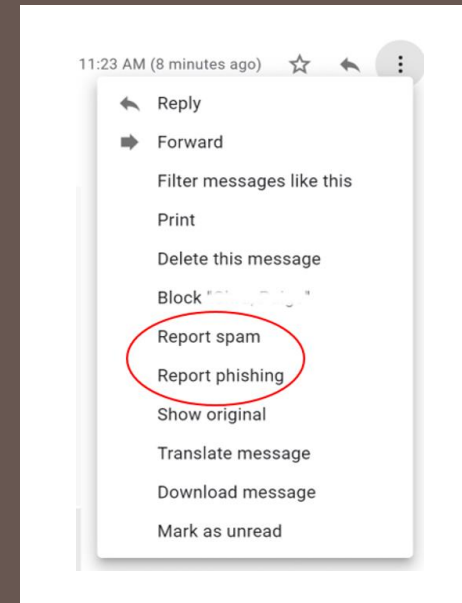 11:23 AM (8 minutes ago)
Reply
Forward
Filter messages like this
Print
Delete this message
Block
Report spam
Report phishing
Show original
Translate message
Download message
Mark as unread